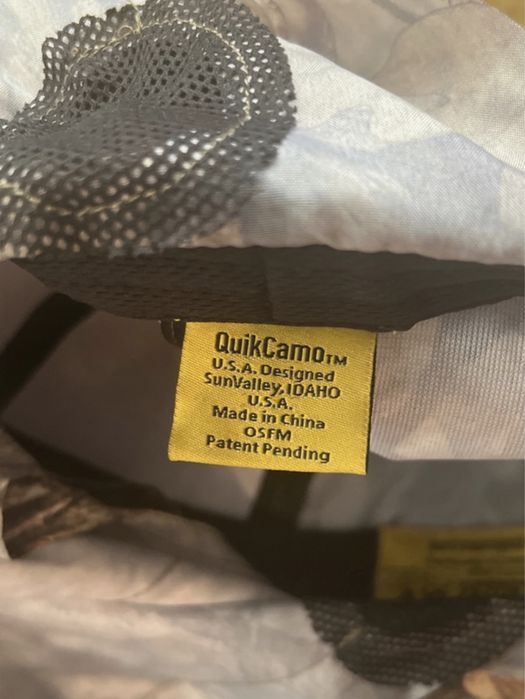 QuikCamo™
U.S.A. Designed
SunValley, IDAHO
U.S.A.
Made in China
OSFM
Patent Pending